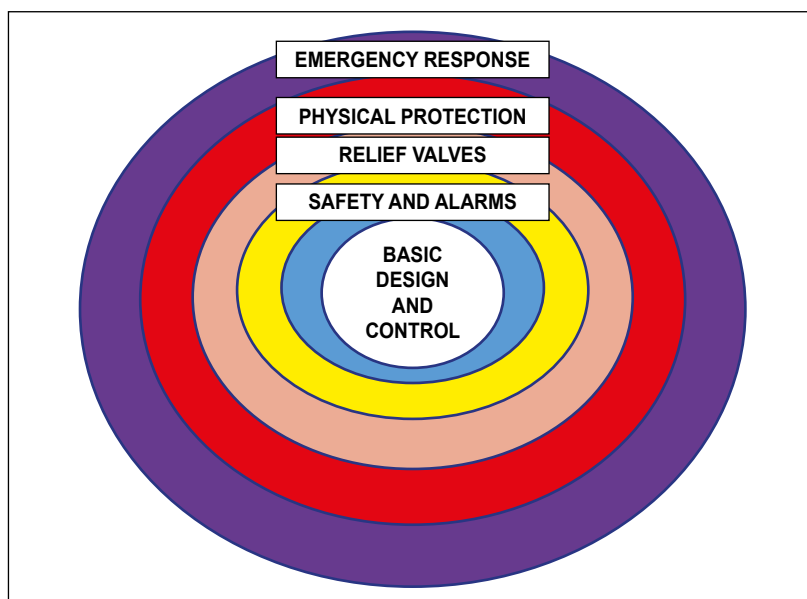 EMERGENCY RESPONSE
PHYSICAL PROTECTION
RELIEF VALVES
SAFETY AND ALARMS
BASIC
DESIGN
AND
CONTROL